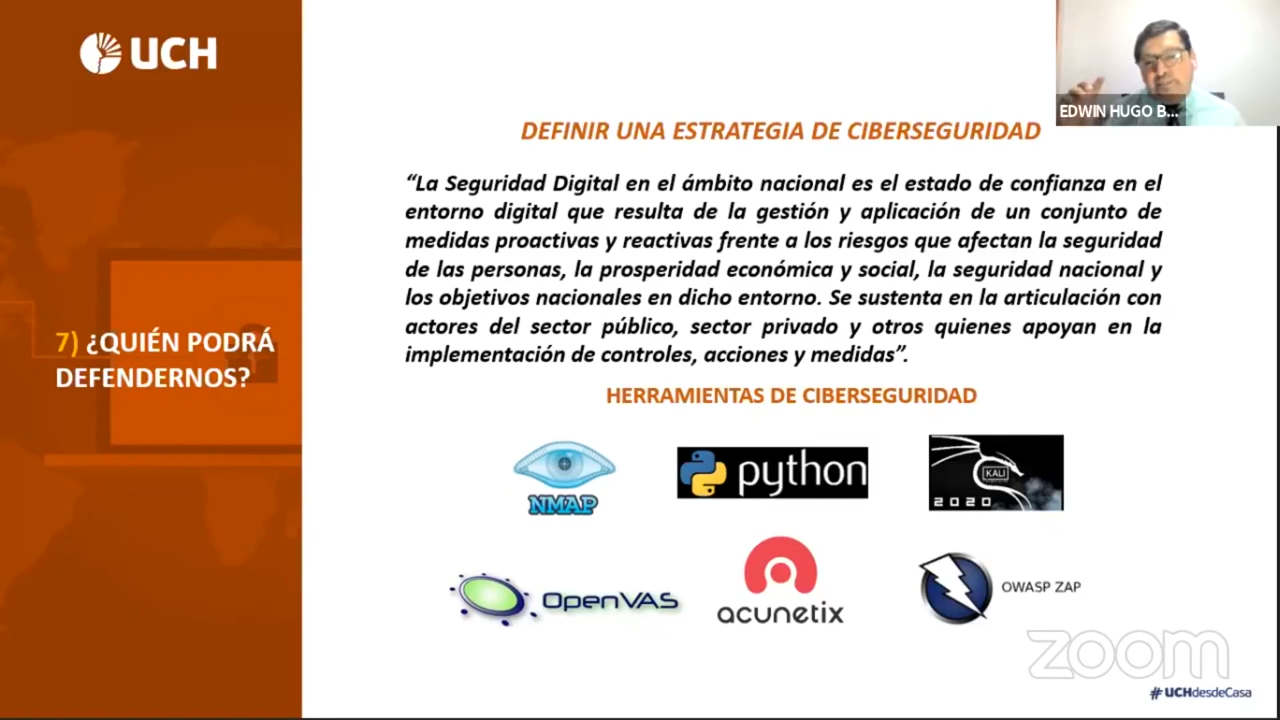 UCH
EDWIN HUGO B...
DEFINIR UNA ESTRATEGIA DE CIBERSEGURIDAD
“La Seguridad Digital en el ámbito nacional es el estado de confianza en el
entorno digital que resulta de la gestión y aplicación de un conjunto de
medidas proactivas y reactivas frente a los riesgos que afectan la seguridad
de las personas, la prosperidad económica y social, la seguridad nacional y
los objetivos nacionales en dicho entorno. Se sustenta en la articulación con
actores del sector público, sector privado y otros quienes apoyan en la
implementación de controles, acciones y medidas”.
7) ¿QUIÉN PODRÁ
DEFENDERNOS?
HERRAMIENTAS DE CIBERSEGURIDAD
NMAP
python
KALI
2020
OpenVAS
acunetix
OWASP ZAP
zoom
#UCHdesdeCasa